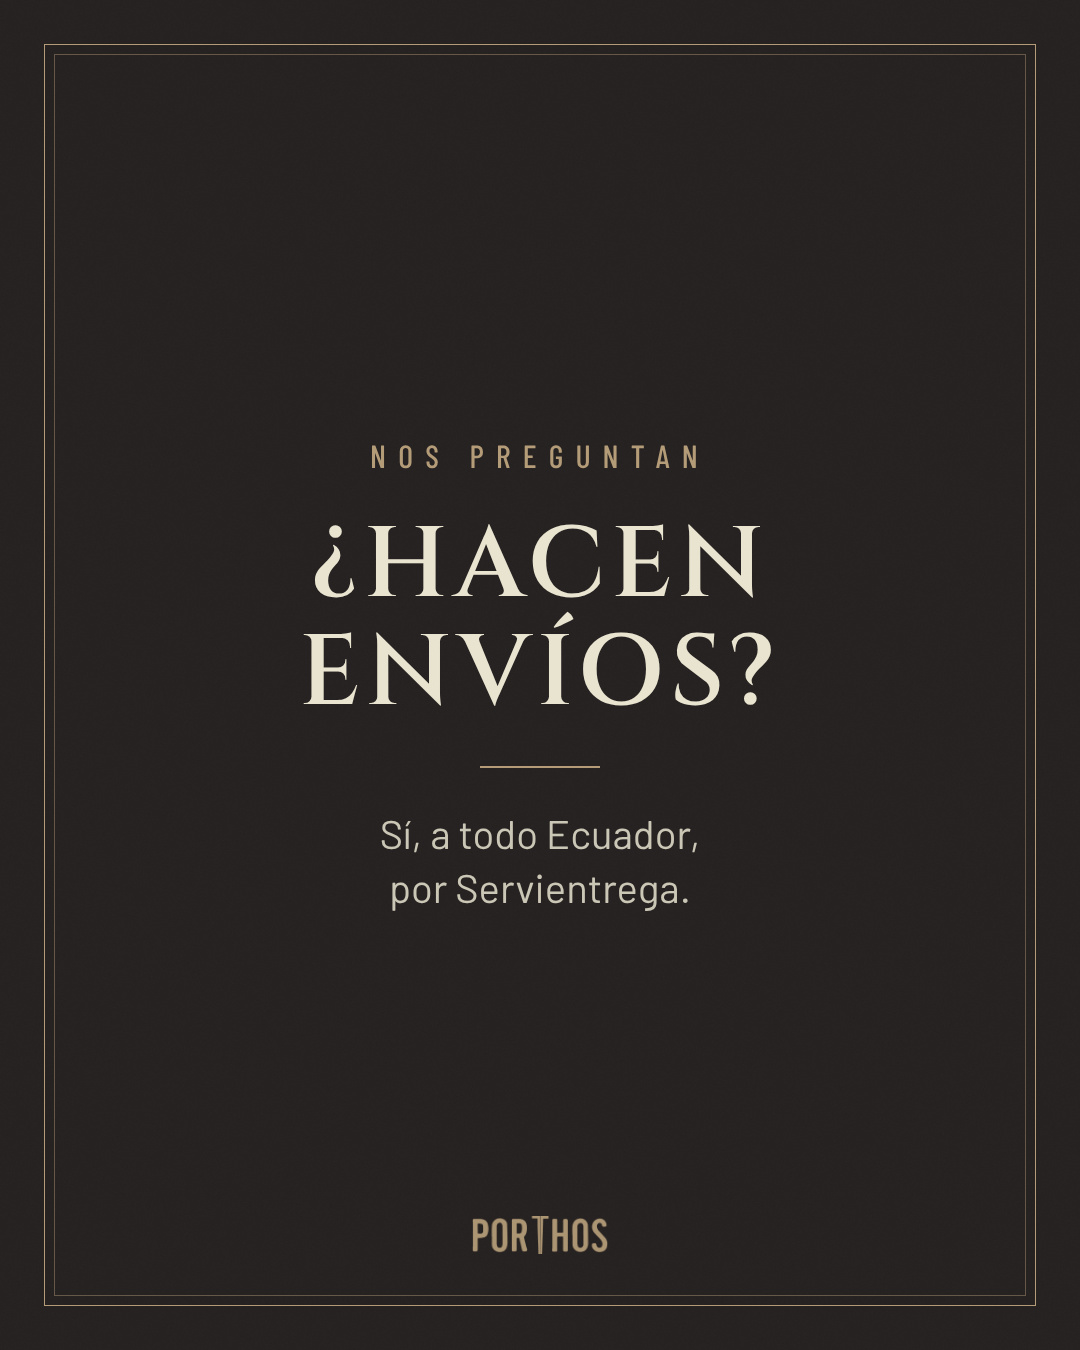 NOS PREGUNTAN
¿HACEN
ENVÍOS?
Sí, a todo Ecuador,
por Servientrega.
PORTHOS